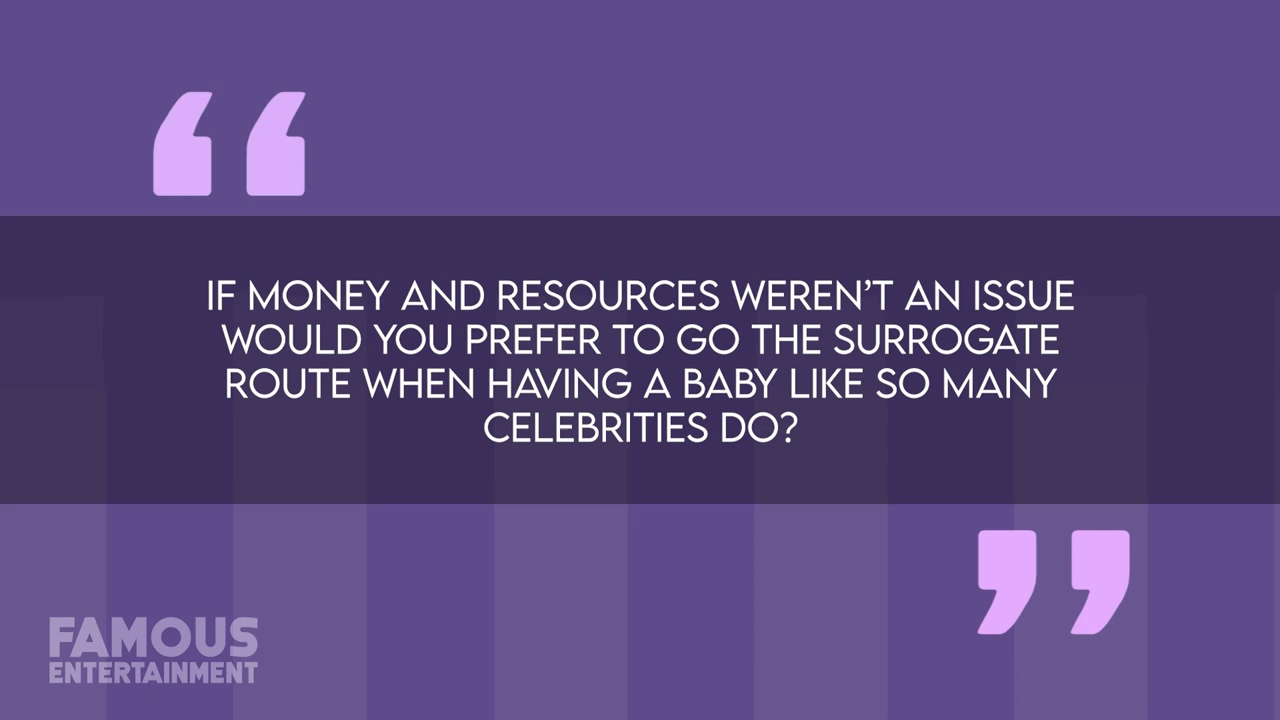 “
IF MONEY AND RESOURCES WEREN’T AN ISSUE
WOULD YOU PREFER TO GO THE SURROGATE
ROUTE WHEN HAVING A BABY LIKE SO MANY
CELEBRITIES DO?
”
FAMOUS
ENTERTAINMENT